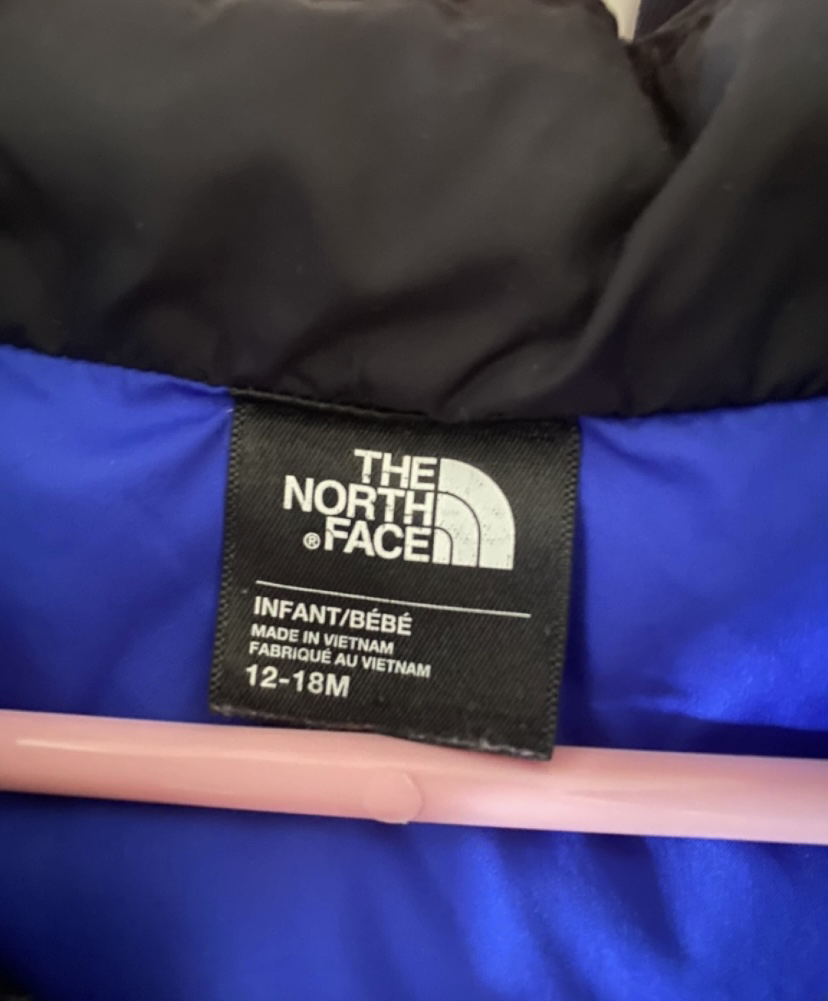 THE
NORTH
®FACE
INFANT/BÉBÉ
MADE IN VIETNAM
FABRIQUÉ AU VIETNAM
12-18M